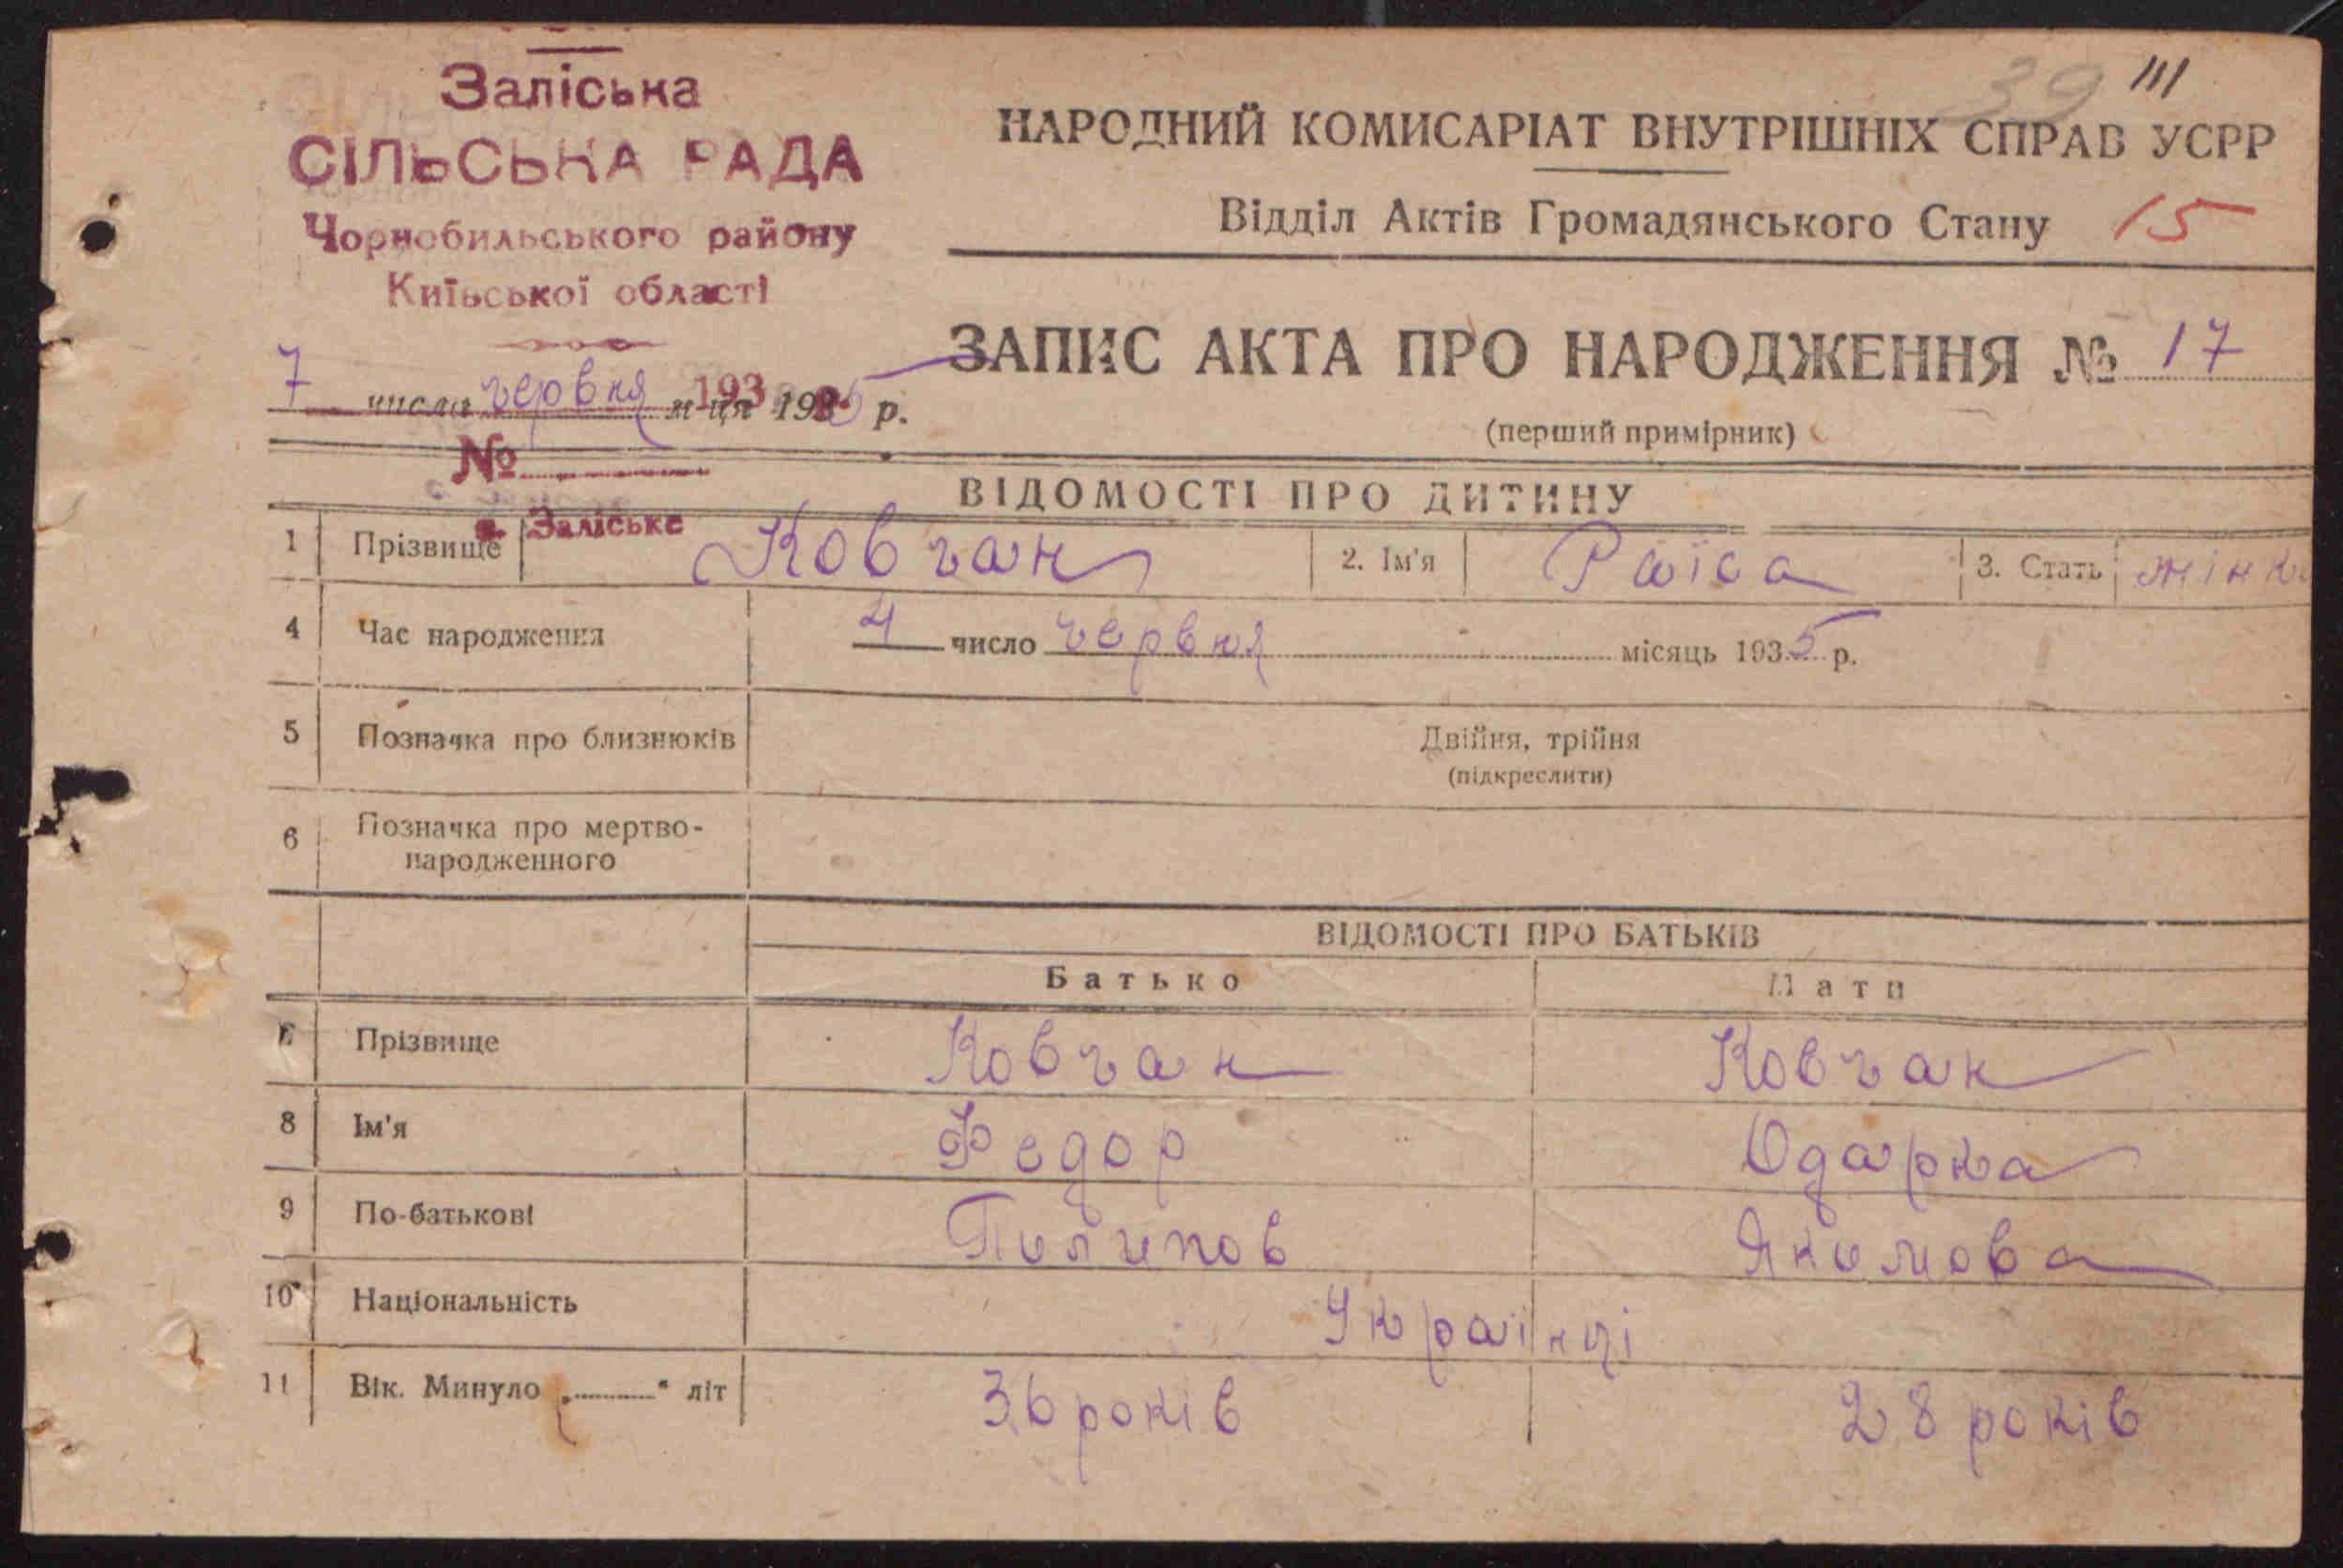 Заліська
СІЛЬСЬКА РАДА
Чорнобильського району
Київської області
39 111
НАРОДНИЙ КОМИСАРІАТ ВНУТРІШНІХ СПРАВ УСРР
Відділ Актів Громадянського Стану 15
ЗАПИС АКТА ПРО НАРОДЖЕННЯ № 17
(перший примірник)
7 числа червня м-ця 1935 р.
193
№
с. Заліське
ВІДОМОСТІ ПРО ДИТИНУ
1 Прізвище Ковчан 2. Ім'я Раїса 3. Стать жінк
4 Час народження 4 число червня місяць 1935 р.
5 Позначка про близнюків Двійня, трійня
(підкреслити)
6 Позначка про мертво-
народженного
ВІДОМОСТІ ПРО БАТЬКІВ
Батько Мати
Прізвище Ковчан Ковчан
8 Ім'я Федор Одарка
9 По-батькові Пилипов Якимова
10 Національність Українці
11 Вік. Минуло „ “ літ 36 років 28 років